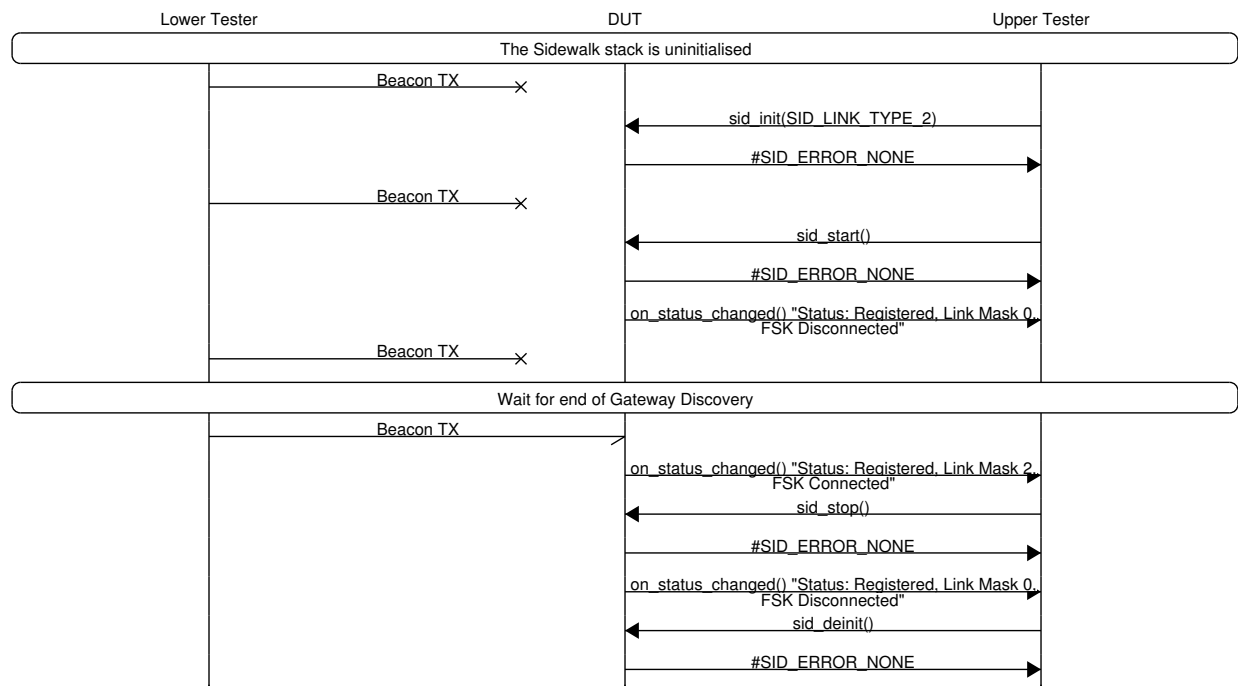 Lower Tester DUT Upper Tester
The Sidewalk stack is uninitialised
Beacon TX
sid_init(SID_LINK_TYPE_2)
#SID_ERROR_NONE
Beacon TX
sid_start()
#SID_ERROR_NONE
on_status_changed() "Status: Registered, Link Mask 0,
FSK Disconnected"
Beacon TX
Wait for end of Gateway Discovery
Beacon TX
on_status_changed() "Status: Registered, Link Mask 2,
FSK Connected"
sid_stop()
#SID_ERROR_NONE
on_status_changed() "Status: Registered, Link Mask 0,
FSK Disconnected"
sid_deinit()
#SID_ERROR_NONE